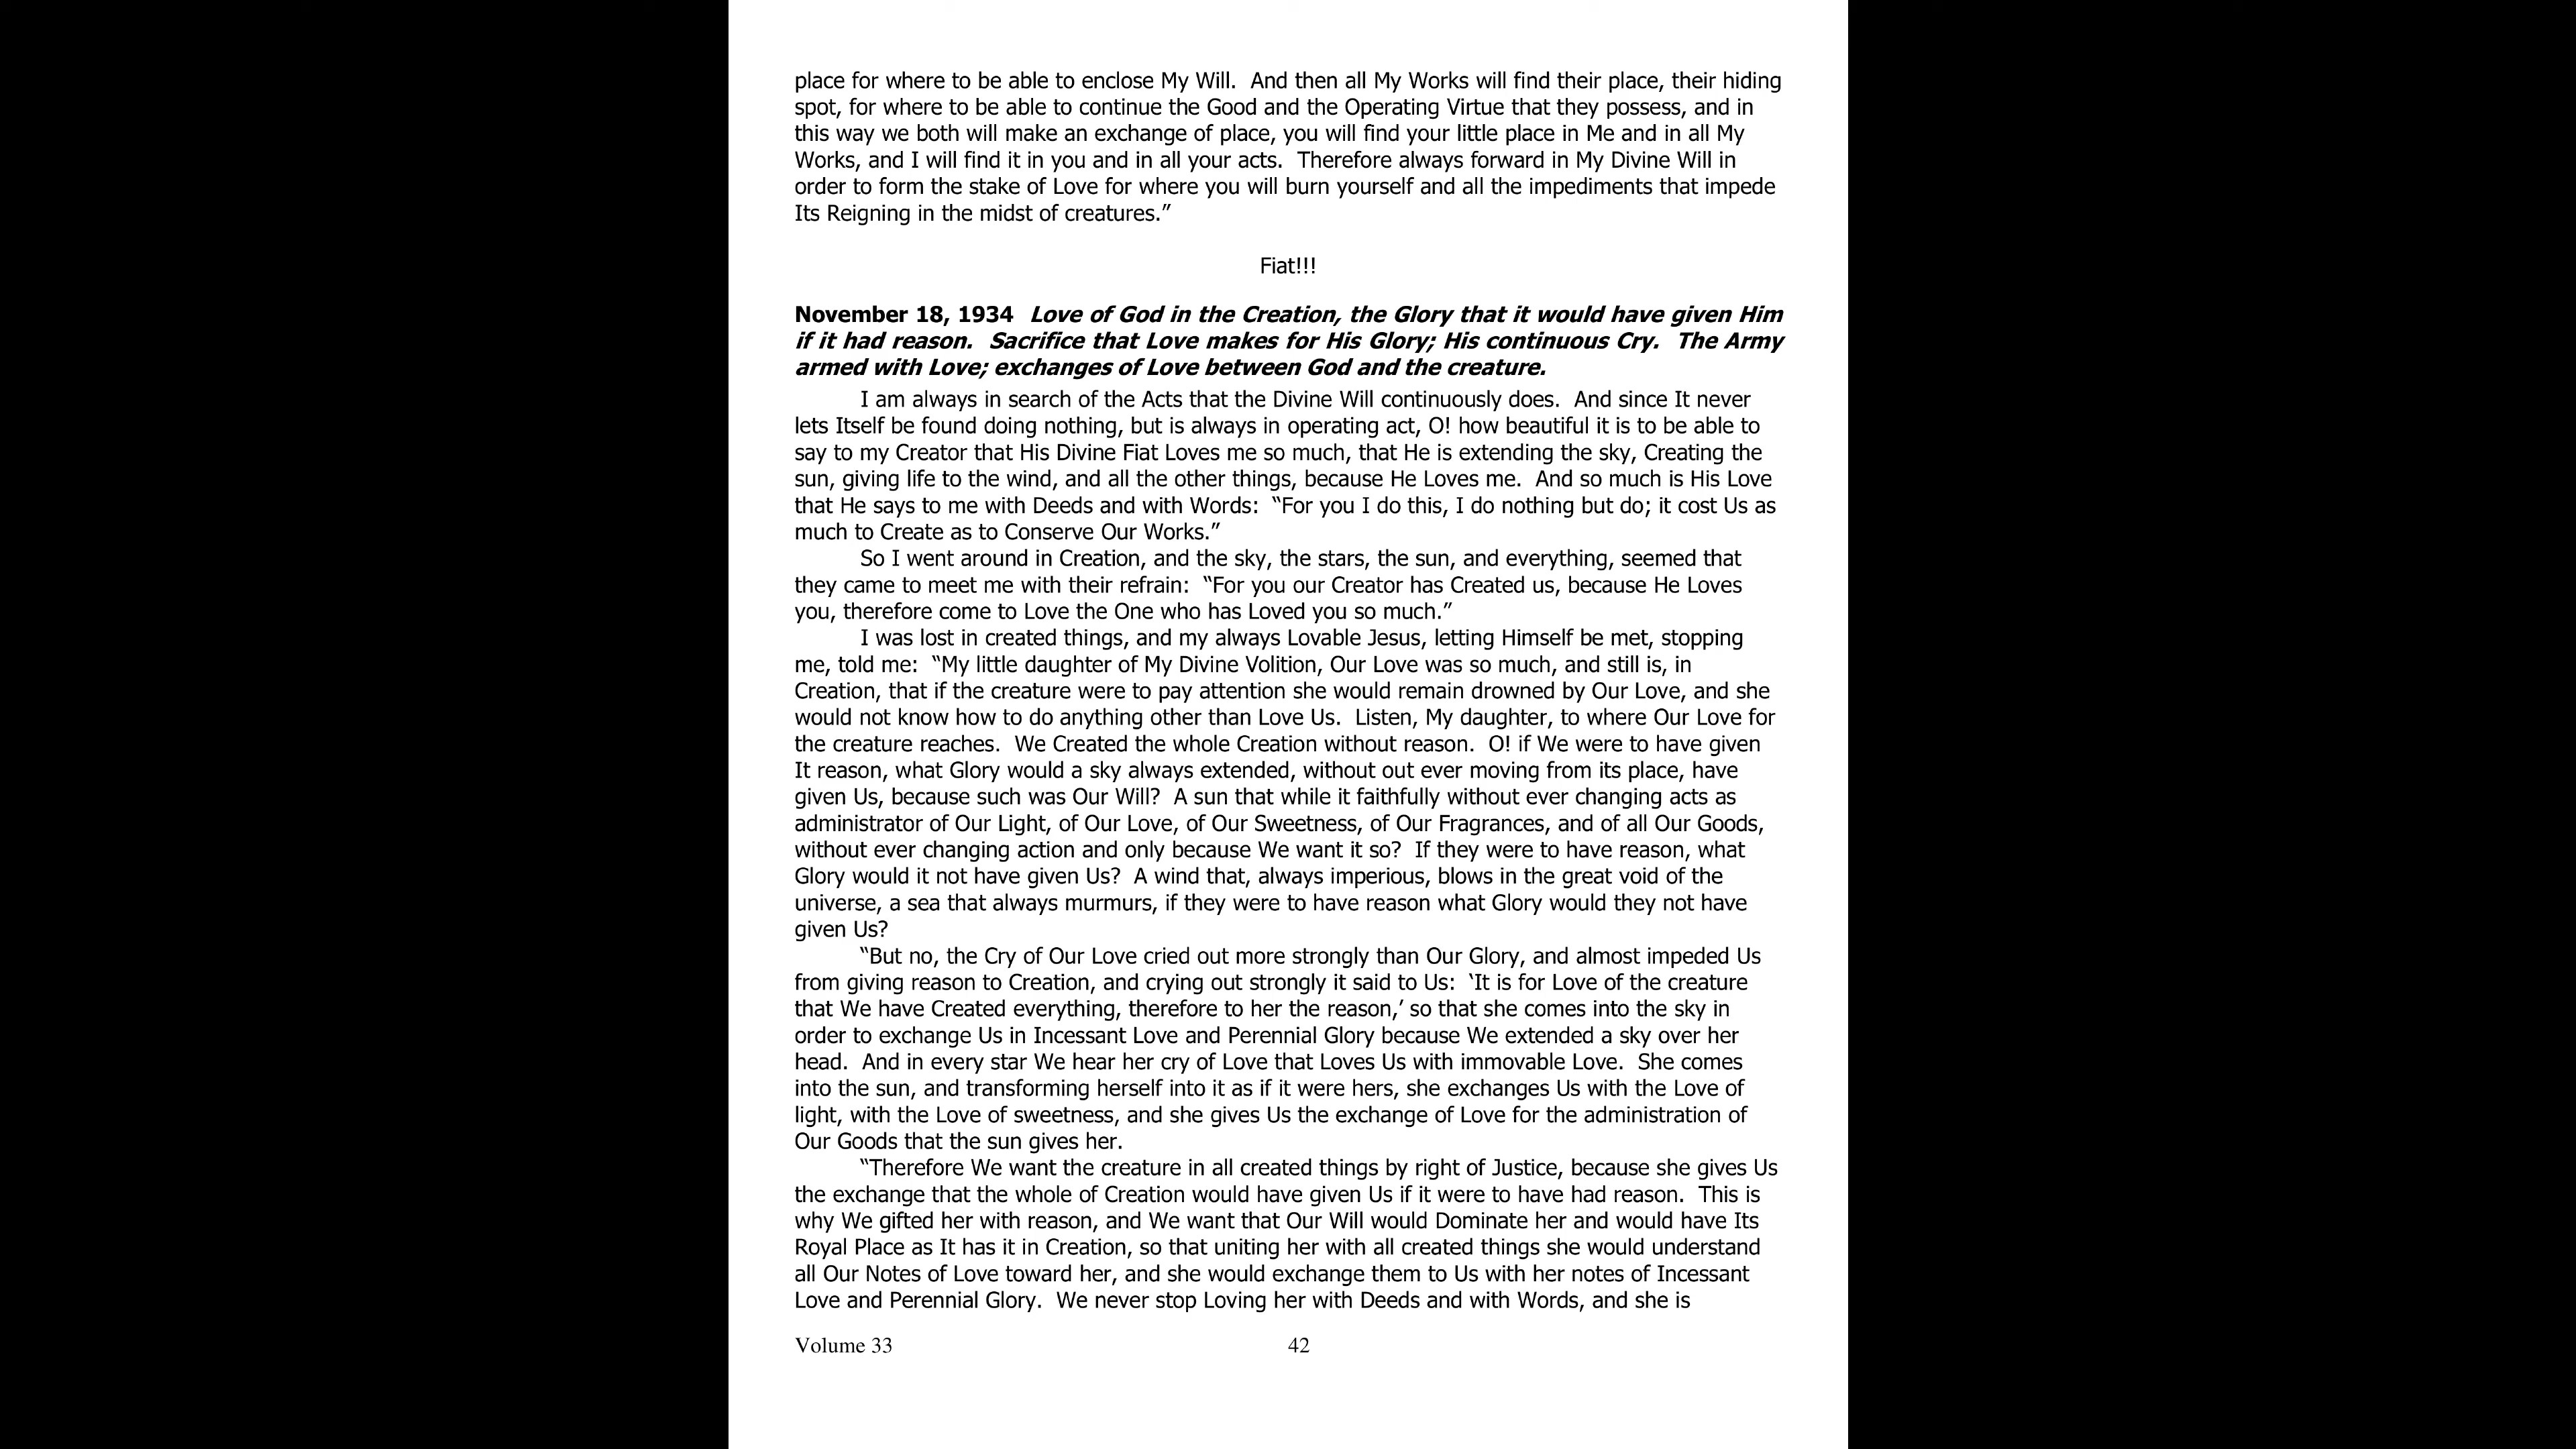 place for where to be able to enclose My Will.  And then all My Works will find their place, their hiding
spot, for where to be able to continue the Good and the Operating Virtue that they possess, and in
this way we both will make an exchange of place, you will find your little place in Me and in all My
Works, and I will find it in you and in all your acts.  Therefore always forward in My Divine Will in
order to form the stake of Love for where you will burn yourself and all the impediments that impede
Its Reigning in the midst of creatures.”
Fiat!!!
November 18, 1934  Love of God in the Creation, the Glory that it would have given Him
if it had reason.  Sacrifice that Love makes for His Glory; His continuous Cry.  The Army
armed with Love; exchanges of Love between God and the creature.
I am always in search of the Acts that the Divine Will continuously does.  And since It never
lets Itself be found doing nothing, but is always in operating act, O! how beautiful it is to be able to
say to my Creator that His Divine Fiat Loves me so much, that He is extending the sky, Creating the
sun, giving life to the wind, and all the other things, because He Loves me.  And so much is His Love
that He says to me with Deeds and with Words:  “For you I do this, I do nothing but do; it cost Us as
much to Create as to Conserve Our Works.”
So I went around in Creation, and the sky, the stars, the sun, and everything, seemed that
they came to meet me with their refrain:  “For you our Creator has Created us, because He Loves
you, therefore come to Love the One who has Loved you so much.”
I was lost in created things, and my always Lovable Jesus, letting Himself be met, stopping
me, told me:  “My little daughter of My Divine Volition, Our Love was so much, and still is, in
Creation, that if the creature were to pay attention she would remain drowned by Our Love, and she
would not know how to do anything other than Love Us.  Listen, My daughter, to where Our Love for
the creature reaches.  We Created the whole Creation without reason.  O! if We were to have given
It reason, what Glory would a sky always extended, without out ever moving from its place, have
given Us, because such was Our Will?  A sun that while it faithfully without ever changing acts as
administrator of Our Light, of Our Love, of Our Sweetness, of Our Fragrances, and of all Our Goods,
without ever changing action and only because We want it so?  If they were to have reason, what
Glory would it not have given Us?  A wind that, always imperious, blows in the great void of the
universe, a sea that always murmurs, if they were to have reason what Glory would they not have
given Us?
“But no, the Cry of Our Love cried out more strongly than Our Glory, and almost impeded Us
from giving reason to Creation, and crying out strongly it said to Us:  ‘It is for Love of the creature
that We have Created everything, therefore to her the reason,’ so that she comes into the sky in
order to exchange Us in Incessant Love and Perennial Glory because We extended a sky over her
head.  And in every star We hear her cry of Love that Loves Us with immovable Love.  She comes
into the sun, and transforming herself into it as if it were hers, she exchanges Us with the Love of
light, with the Love of sweetness, and she gives Us the exchange of Love for the administration of
Our Goods that the sun gives her.
“Therefore We want the creature in all created things by right of Justice, because she gives Us
the exchange that the whole of Creation would have given Us if it were to have had reason.  This is
why We gifted her with reason, and We want that Our Will would Dominate her and would have Its
Royal Place as It has it in Creation, so that uniting her with all created things she would understand
all Our Notes of Love toward her, and she would exchange them to Us with her notes of Incessant
Love and Perennial Glory.  We never stop Loving her with Deeds and with Words, and she is
Volume 33 42